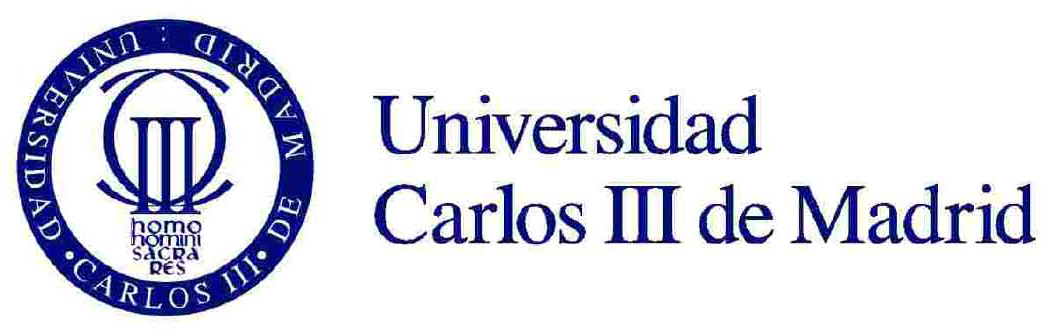 UNIVERSIDAD · CARLOS III · DE MADRID :
III
homo
homini
SACRA
RES
Universidad
Carlos III de Madrid